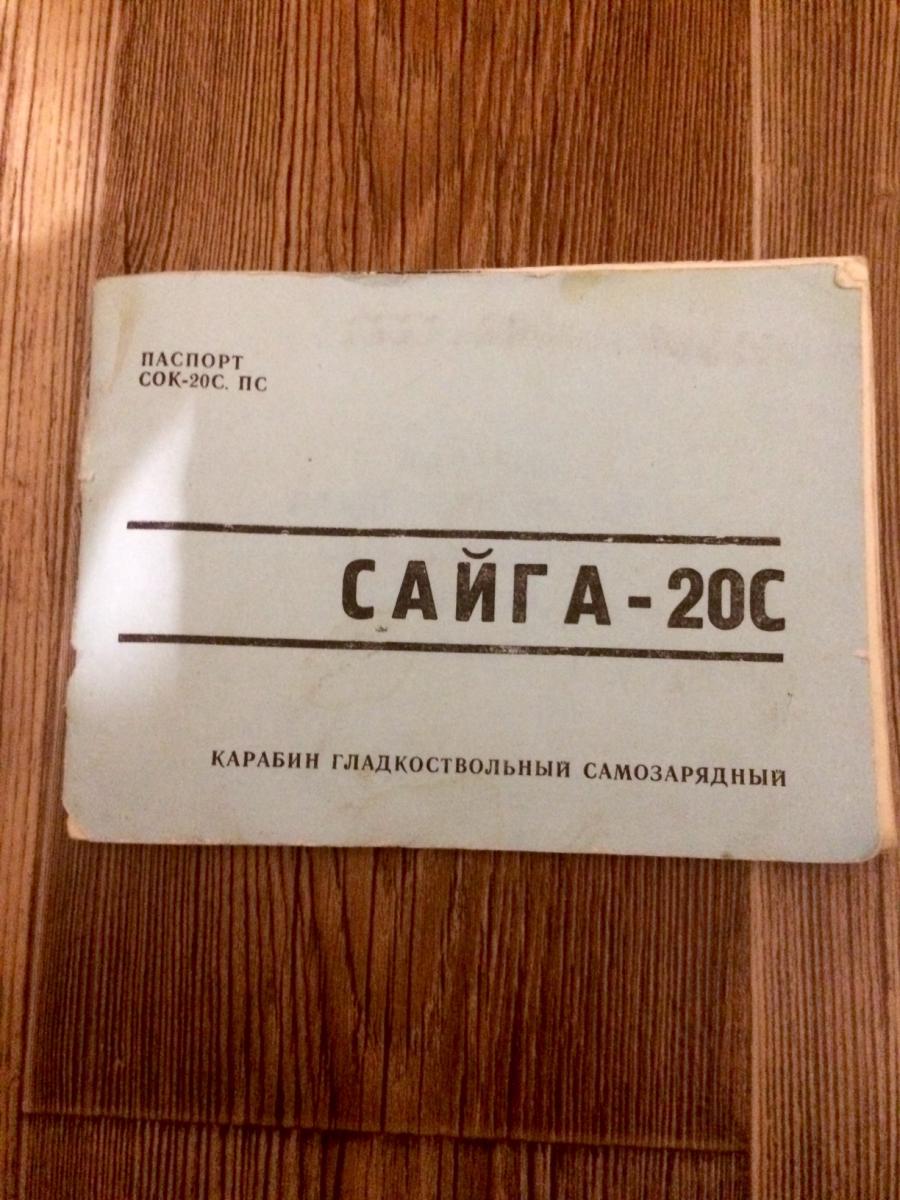 ПАСПОРТ
СОК-20С. ПС
САЙГА-20С
КАРАБИН ГЛАДКОСТВОЛЬНЫЙ САМОЗАРЯДНЫЙ